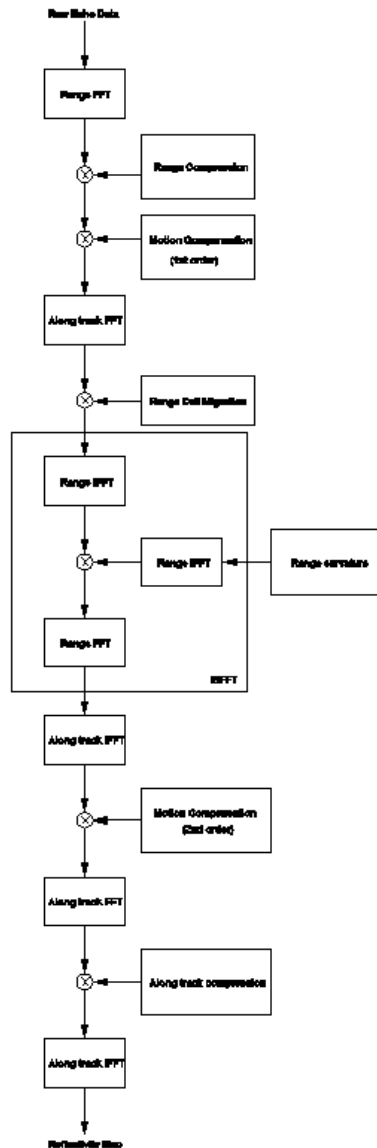 Raw Echo Data
Range FFT
Range Compression
Motion Compensation
(1st order)
Along track FFT
Range Cell Migration
Range IFFT
Range IFFT
Range curvature
Range FFT
Along track IFFT
Motion Compensation
(2nd order)
Along track FFT
Along track compression
Along track IFFT
Reflectivity Map